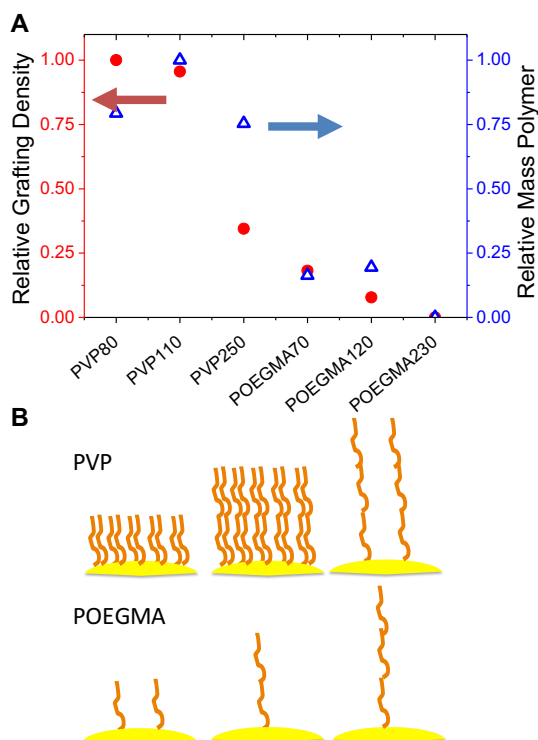 A
Relative Grafting Density
1.00
0.75
0.50
0.25
0.00
1.00
0.75
0.50
0.25
0.00
Relative Mass Polymer
PVP80
PVP110
PVP250
POEGMA70
POEGMA120
POEGMA230
B
PVP
POEGMA